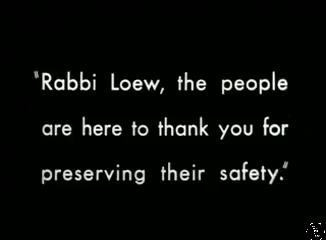 "Rabbi Loew, the people
are here to thank you for
preserving their safety."